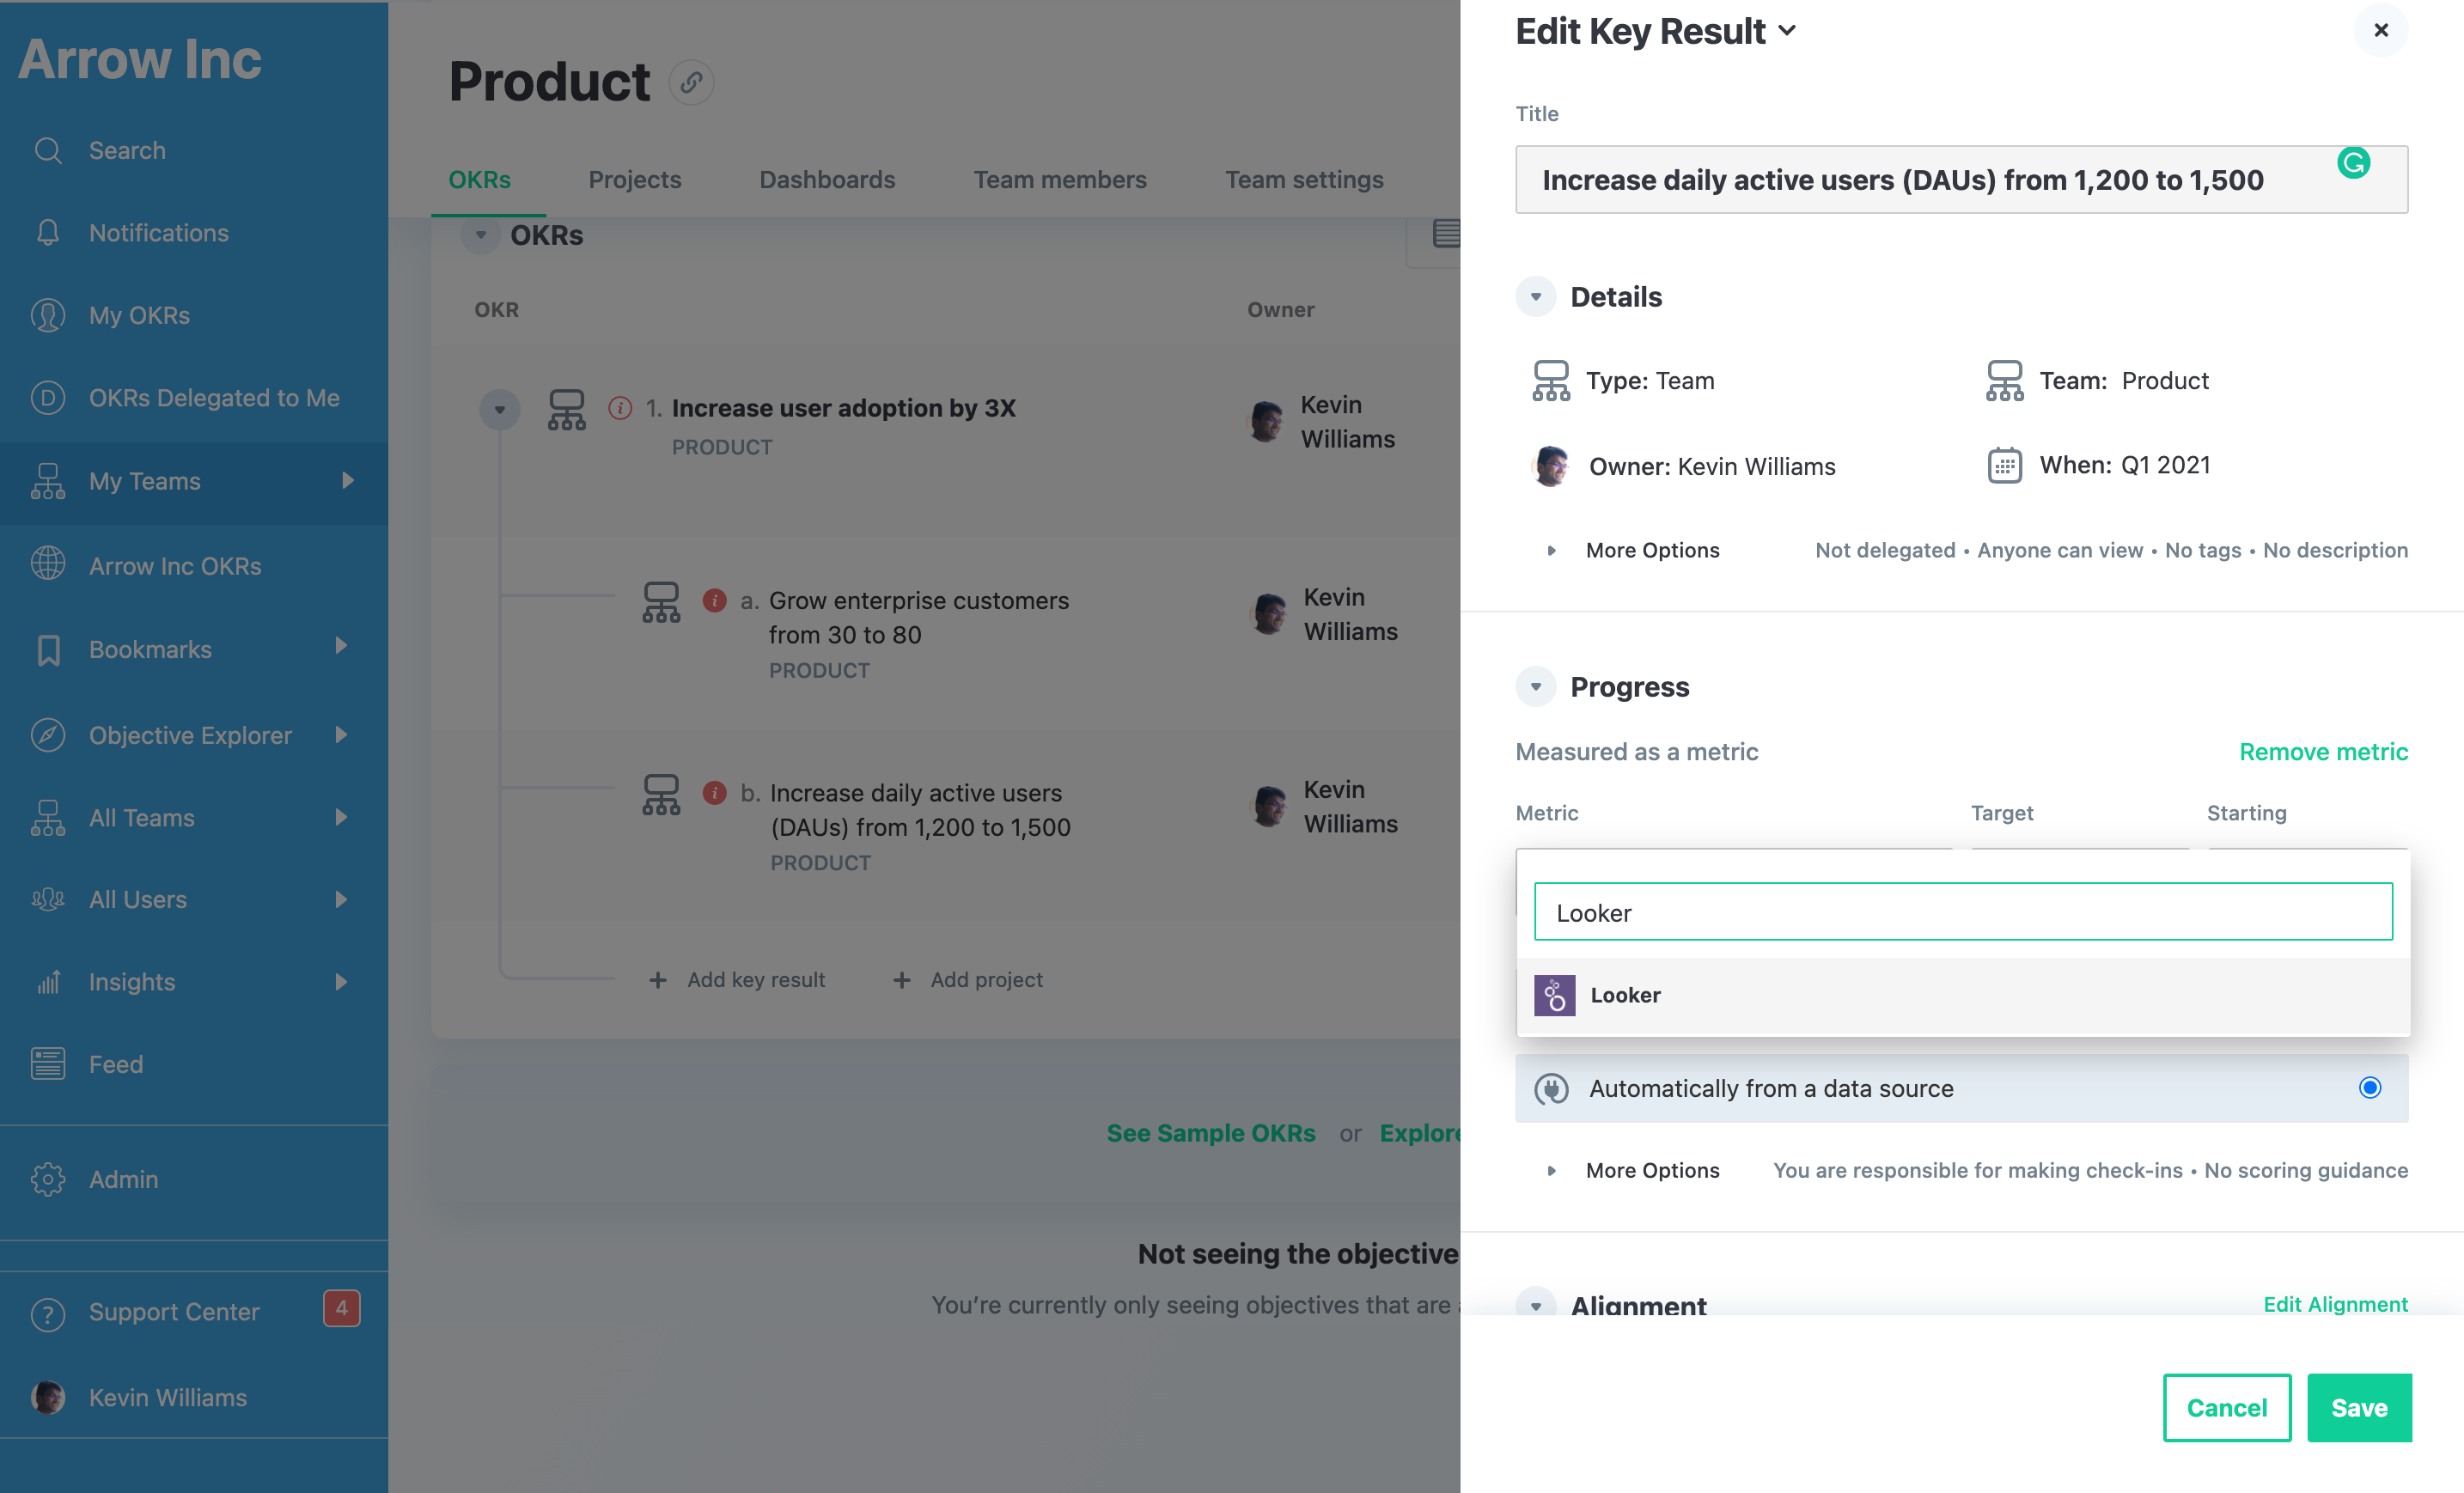 Arrow Inc
Search
Notifications
My OKRs
D OKRs Delegated to Me
My Teams
Arrow Inc OKRs
Bookmarks
Objective Explorer
All Teams
All Users
Insights
Feed
Admin
? Support Center 4
Kevin Williams
Product
OKRs Projects Dashboards Team members Team settings
OKRs
OKR Owner
i 1. Increase user adoption by 3X
PRODUCT
Kevin
Williams
i a. Grow enterprise customers
from 30 to 80
PRODUCT
Kevin
Williams
i b. Increase daily active users
(DAUs) from 1,200 to 1,500
PRODUCT
Kevin
Williams
+ Add key result + Add project
See Sample OKRs or Explore
Not seeing the objective
You’re currently only seeing objectives that are
Edit Key Result
×
Title
Increase daily active users (DAUs) from 1,200 to 1,500
G
Details
Type: Team Team: Product
Owner: Kevin Williams When: Q1 2021
More Options Not delegated • Anyone can view • No tags • No description
Progress
Measured as a metric Remove metric
Metric Target Starting
Looker
Looker
Automatically from a data source
More Options You are responsible for making check-ins • No scoring guidance
Alignment Edit Alignment
Cancel Save